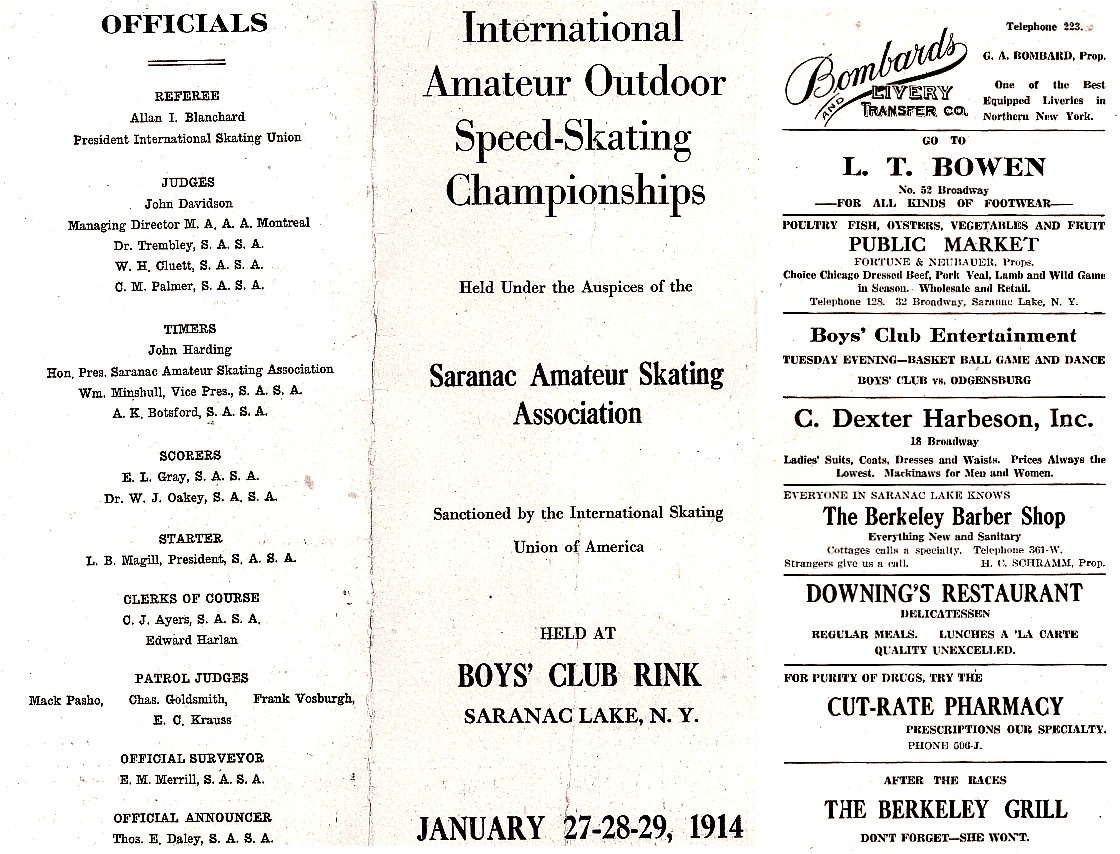 OFFICIALS
REFEREE
Allan I. Blanchard
President International Skating Union
JUDGES
John Davidson
Managing Director M. A. A. A. Montreal
Dr. Trembley, S. A. S. A.
W. H. Cluett, S. A. S. A.
C. M. Palmer, S. A. S. A.
TIMERS
John Harding
Hon. Pres. Saranac Amateur Skating Association
Wm. Minshull, Vice Pres., S. A. S. A.
A. K. Botsford, S. A. S. A.
SCORERS
E. L. Gray, S. A. S. A.
Dr. W. J. Oakey, S. A. S. A.
STARTER
L. B. Magill, President, S. A. S. A.
CLERKS OF COURSE
C. J. Ayers, S. A. S. A.
Edward Harlan
PATROL JUDGES
Mack Pasho, Chas. Goldsmith, Frank Vosburgh,
E. C. Krauss
OFFICIAL SURVEYOR
E. M. Merrill, S. A. S. A.
OFFICIAL ANNOUNCER
Thos. E. Daley, S. A. S. A.
International
Amateur Outdoor
Speed-Skating
Championships
Held Under the Auspices of the
Saranac Amateur Skating
Association
Sanctioned by the International Skating
Union of America
HELD AT
BOYS' CLUB RINK
SARANAC LAKE, N. Y.
JANUARY 27-28-29, 1914
Bombards
AND LIVERY
TRANSFER CO.
Telephone 223.
G. A. BOMBARD, Prop.
One of the Best
Equipped Liveries in
Northern New York.
GO TO
L. T. BOWEN
No. 52 Broadway
—FOR ALL KINDS OF FOOTWEAR—
POULTRY FISH, OYSTERS, VEGETABLES AND FRUIT
PUBLIC MARKET
FORTUNE & NEUBAUER, Props.
Choice Chicago Dressed Beef, Pork Veal, Lamb and Wild Game
in Season. Wholesale and Retail.
Telephone 128. 32 Broadway, Saranac Lake, N. Y.
Boys' Club Entertainment
TUESDAY EVENING—BASKET BALL GAME AND DANCE
BOYS' CLUB vs. ODGENSBURG
C. Dexter Harbeson, Inc.
18 Broadway
Ladies' Suits, Coats, Dresses and Waists. Prices Always the
Lowest. Mackinaws for Men and Women.
EVERYONE IN SARANAC LAKE KNOWS
The Berkeley Barber Shop
Everything New and Sanitary
Cottages calls a specialty. Telephone 361-W.
Strangers give us a call. H. C. SCHRAMM, Prop.
DOWNING'S RESTAURANT
DELICATESSEN
REGULAR MEALS. LUNCHES A 'LA CARTE
QUALITY UNEXCELLED.
FOR PURITY OF DRUGS, TRY THE
CUT-RATE PHARMACY
PRESCRIPTIONS OUR SPECIALTY.
PHONE 506-J.
AFTER THE RACES
THE BERKELEY GRILL
DON'T FORGET—SHE WON'T.